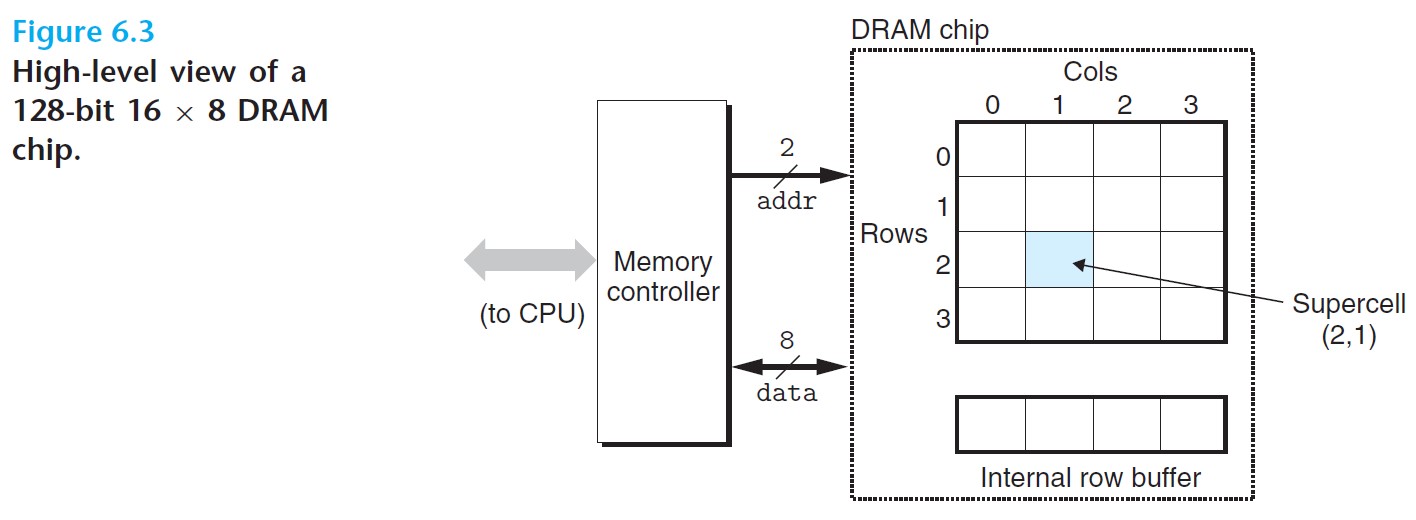 Figure 6.3
High-level view of a
128-bit 16 × 8 DRAM
chip.
DRAM chip
Cols
0 1 2 3
2
addr
0
1
Rows
2
3
Memory
controller
(to CPU)
8
data
Supercell
(2,1)
Internal row buffer